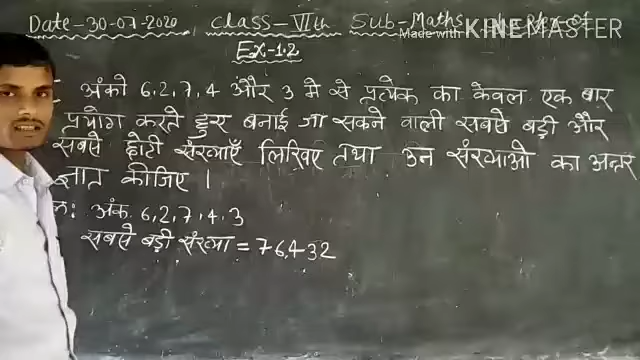 Date-30-07-2020, Class-VIth Sub-Maths
Made with KINEMASTER
Ex-1.2
अंको 6,2,7,4 और 3 मे से प्रत्येक का केवल एक बार
प्रयोग करते हुए बनाई जा सकने वाली सबसे बड़ी और
सबसे छोटी संख्याएँ लिखिए तथा उन संख्याओ का अन्तर
ज्ञात कीजिए ।
अंक 6,2,7,4,3
सबसे बड़ी संख्या = 76432